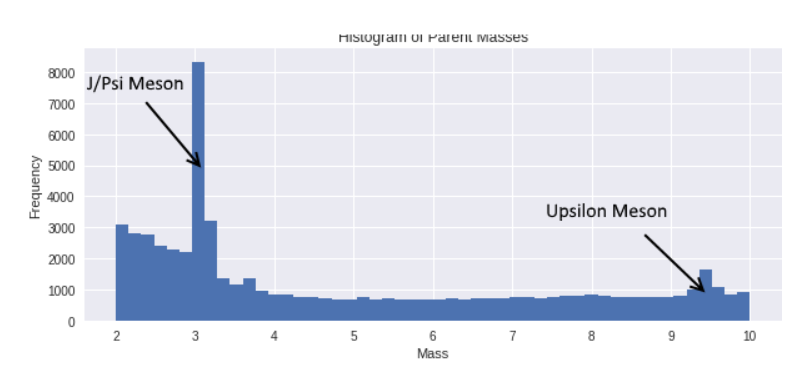 Histogram of Parent Masses
J/Psi Meson
Upsilon Meson
Frequency
8000
7000
6000
5000
4000
3000
2000
1000
0
2 3 4 5 6 7 8 9 10
Mass